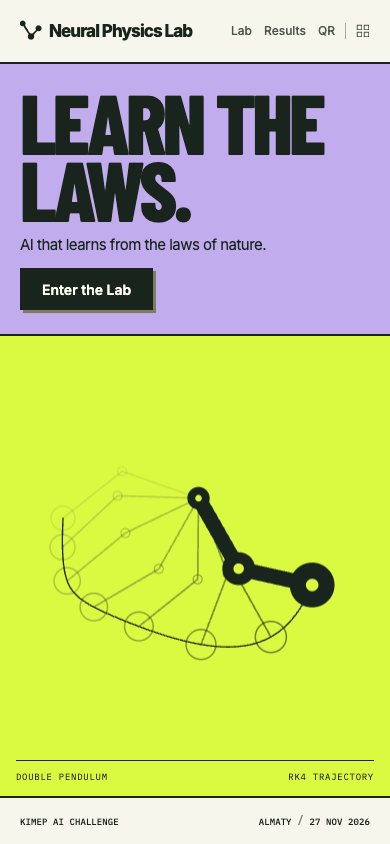 Neural Physics Lab Lab Results QR
LEARN THE
LAWS.
AI that learns from the laws of nature.
Enter the Lab
DOUBLE PENDULUM RK4 TRAJECTORY
KIMEP AI CHALLENGE ALMATY / 27 NOV 2026